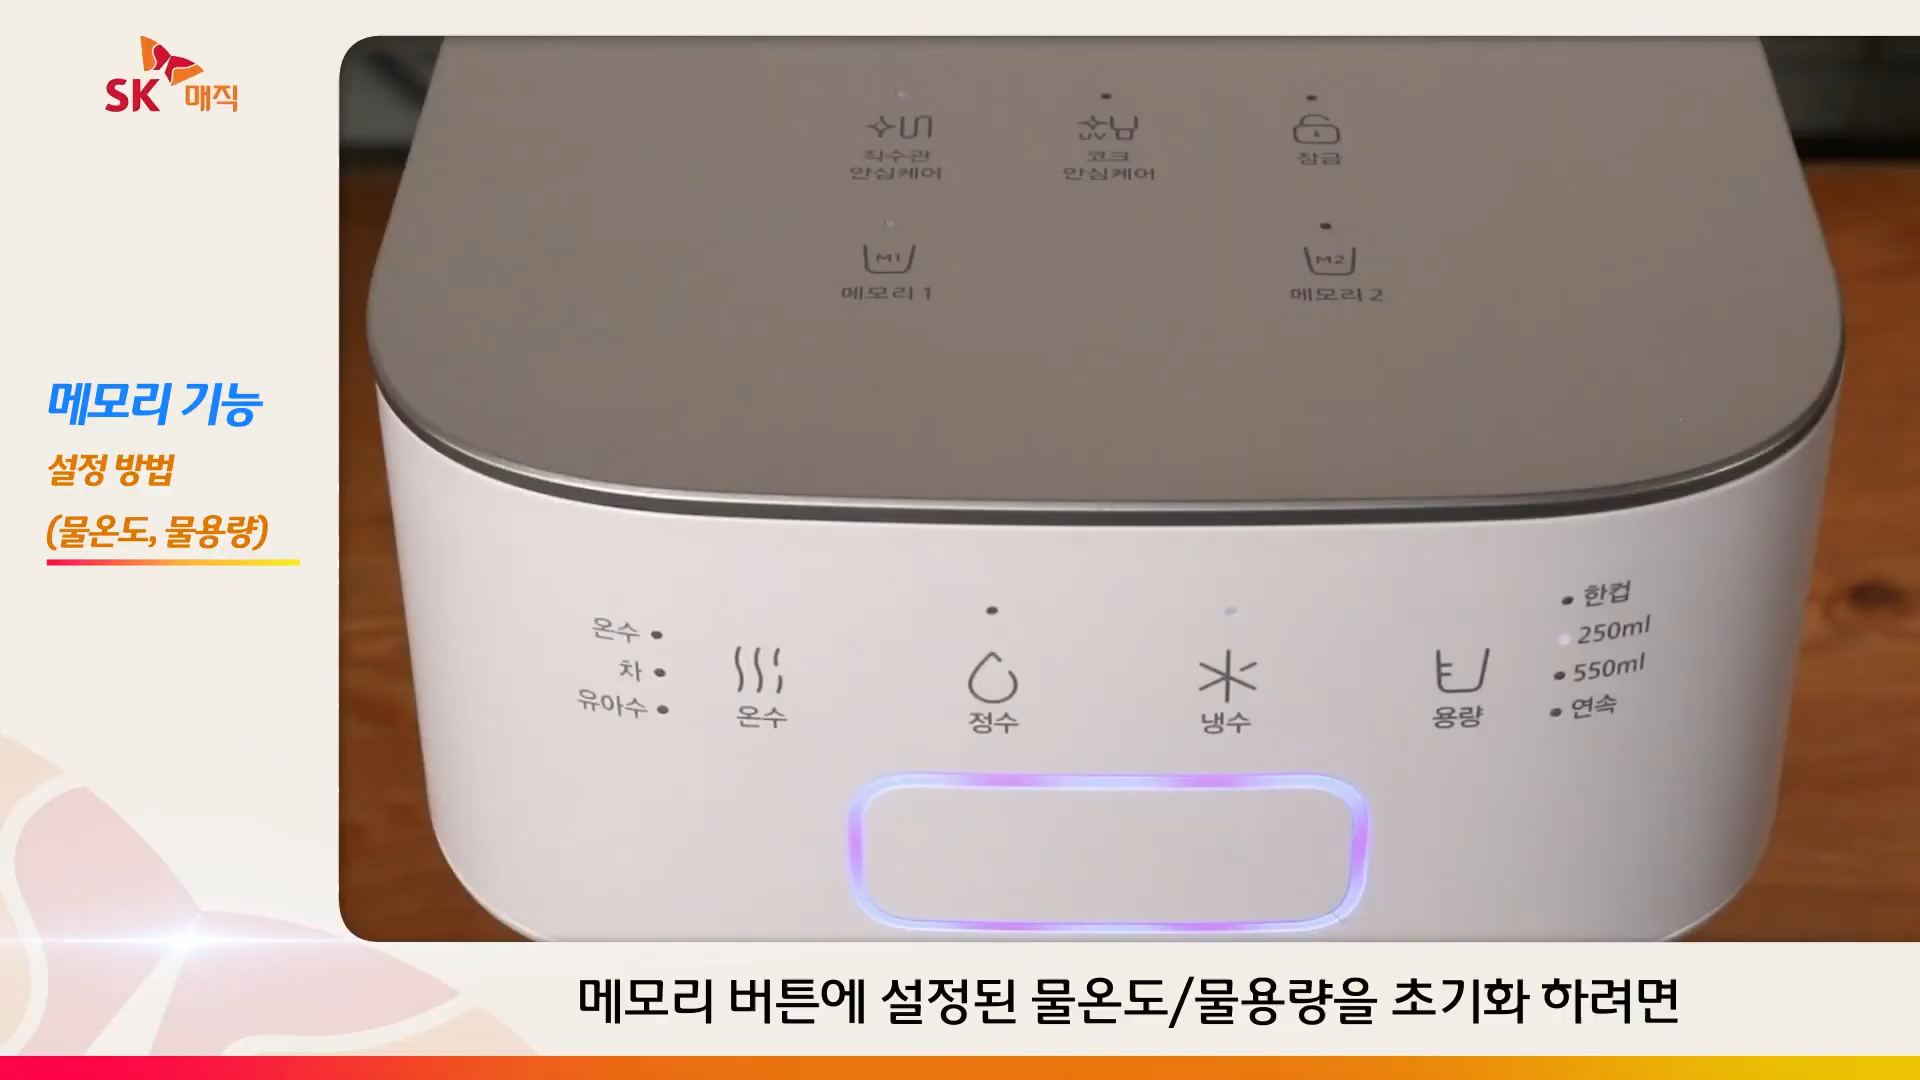 SK 매직
직수관
안심케어
UV
코크
안심케어
잠금
M1
메모리 1
M2
메모리 2
메모리 기능
설정 방법
(물온도, 물용량)
온수
차
유아수
온수
정수
냉수
용량
한컵
250ml
550ml
연속
메모리 버튼에 설정된 물온도/물용량을 초기화 하려면